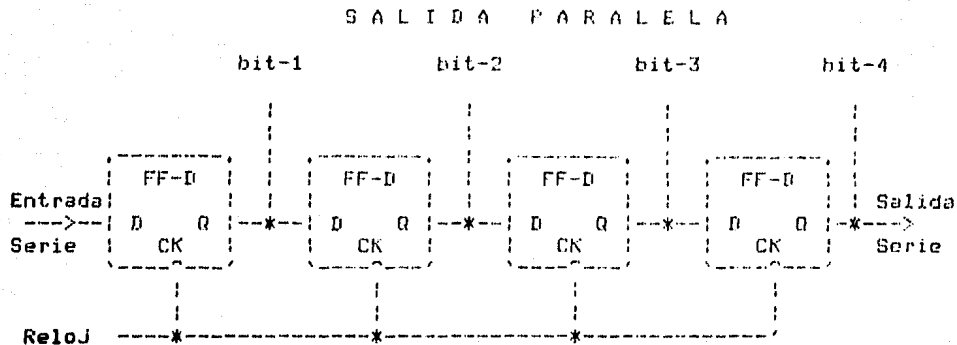 SALIDA PARALELA
bit-1 bit-2 bit-3 bit-4
FF-D FF-D FF-D FF-D
Entrada Salida
D Q D Q D Q D Q
Serie CK CK CK CK Serie
Reloj